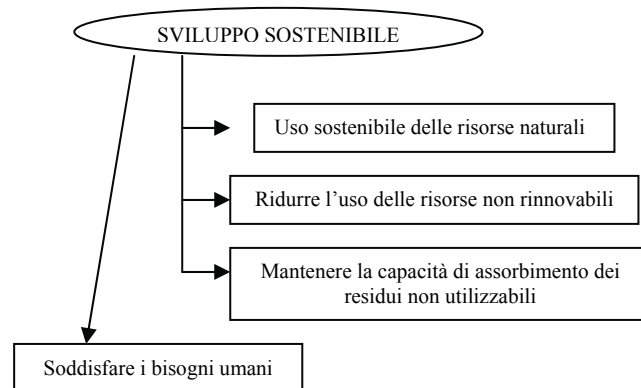 SVILUPPO SOSTENIBILE
Uso sostenibile delle risorse naturali
Ridurre l’uso delle risorse non rinnovabili
Mantenere la capacità di assorbimento dei
residui non utilizzabili
Soddisfare i bisogni umani